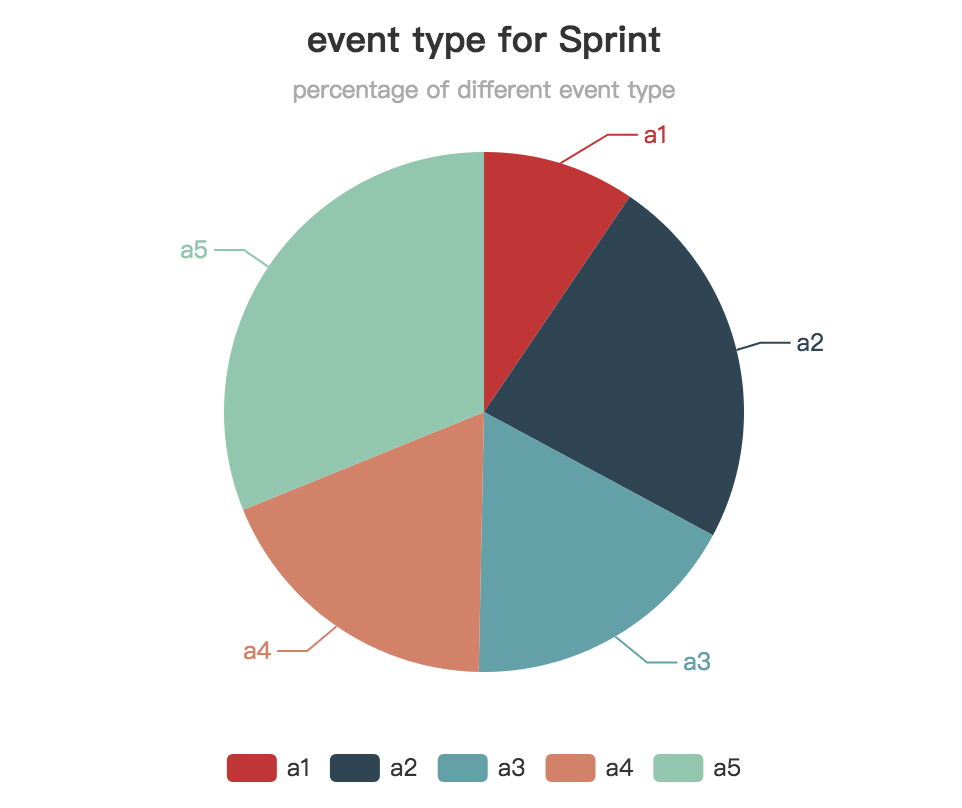 event type for Sprint
percentage of different event type
a1
a5
a2
a4
a3
a1 a2 a3 a4 a5